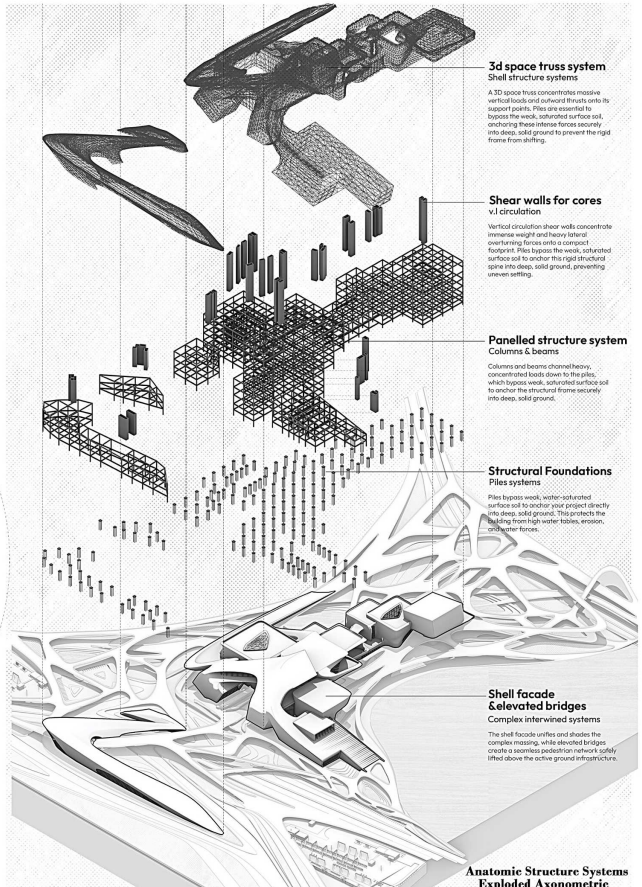 3d space truss system
Shell structure systems
A 3D space truss concentrates massive
vertical loads and outward thrusts onto its
support points. Piles are essential to
bypass the weak, saturated surface soil,
anchoring these intense forces securely
into deep, solid ground to prevent the rigid
frame from shifting.
Shear walls for cores
v.l circulation
Vertical circulation shear walls concentrate
immense weight and heavy lateral
overturning forces onto a compact
footprint. Piles bypass the weak, saturated
surface soil to anchor this rigid structural
spine into deep, solid ground, preventing
uneven settling.
Panelled structure system
Columns & beams
Columns and beams channel heavy,
concentrated loads down to the piles,
which bypass weak, saturated surface soil
to anchor the structural frame securely
into deep, solid ground.
Structural Foundations
Piles systems
Piles bypass weak, water-saturated
surface soil to anchor your project directly
into deep, solid ground. This protects the
building from high water tables, erosion,
and water forces.
Shell facade
&elevated bridges
Complex interwined systems
The shell facade unifies and shades the
complex massing, while elevated bridges
create a seamless pedestrian network safely
lifted above the active ground infrastructure.
Anatomic Structure Systems
Exploded Axonometric